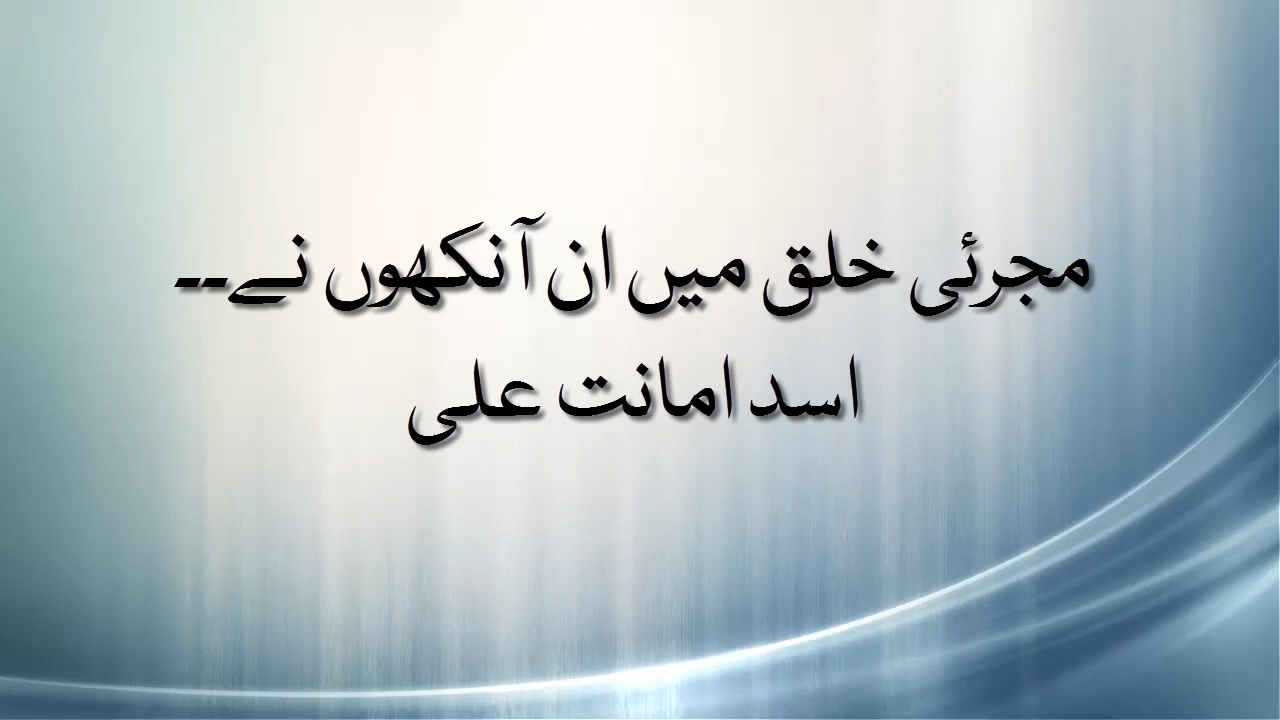 مجرئی خلق میں ان آنکھوں نے۔۔
اسد امانت علی